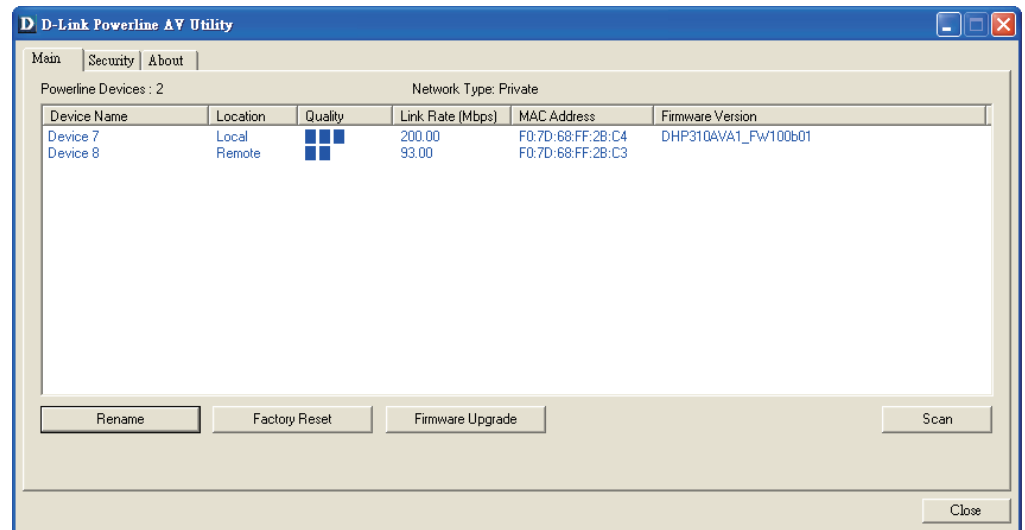 D D-Link Powerline AV Utility
Main Security About
Powerline Devices : 2 Network Type: Private
Device Name Location Quality Link Rate (Mbps) MAC Address Firmware Version
Device 7 Local 200.00 F0:7D:68:FF:2B:C4 DHP310AVA1_FW100b01
Device 8 Remote 93.00 F0:7D:68:FF:2B:C3
Rename Factory Reset Firmware Upgrade Scan
Close